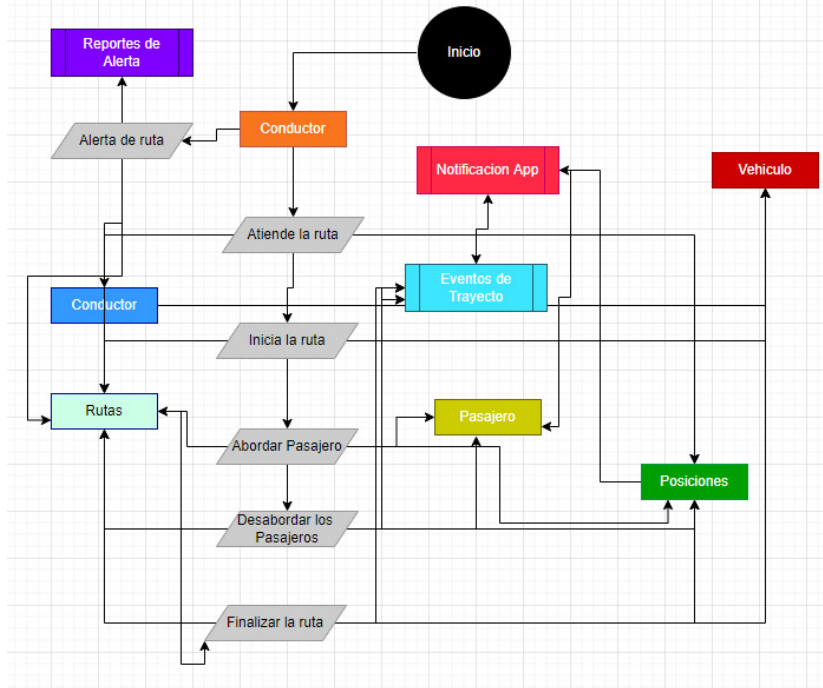 Reportes de
Alerta
Inicio
Conductor
Alerta de ruta
Notificacion App
Vehiculo
Atiende la ruta
Eventos de
Trayecto
Conductor
Inicia la ruta
Rutas
Pasajero
Abordar Pasajero
Posiciones
Desabordar los
Pasajeros
Finalizar la ruta